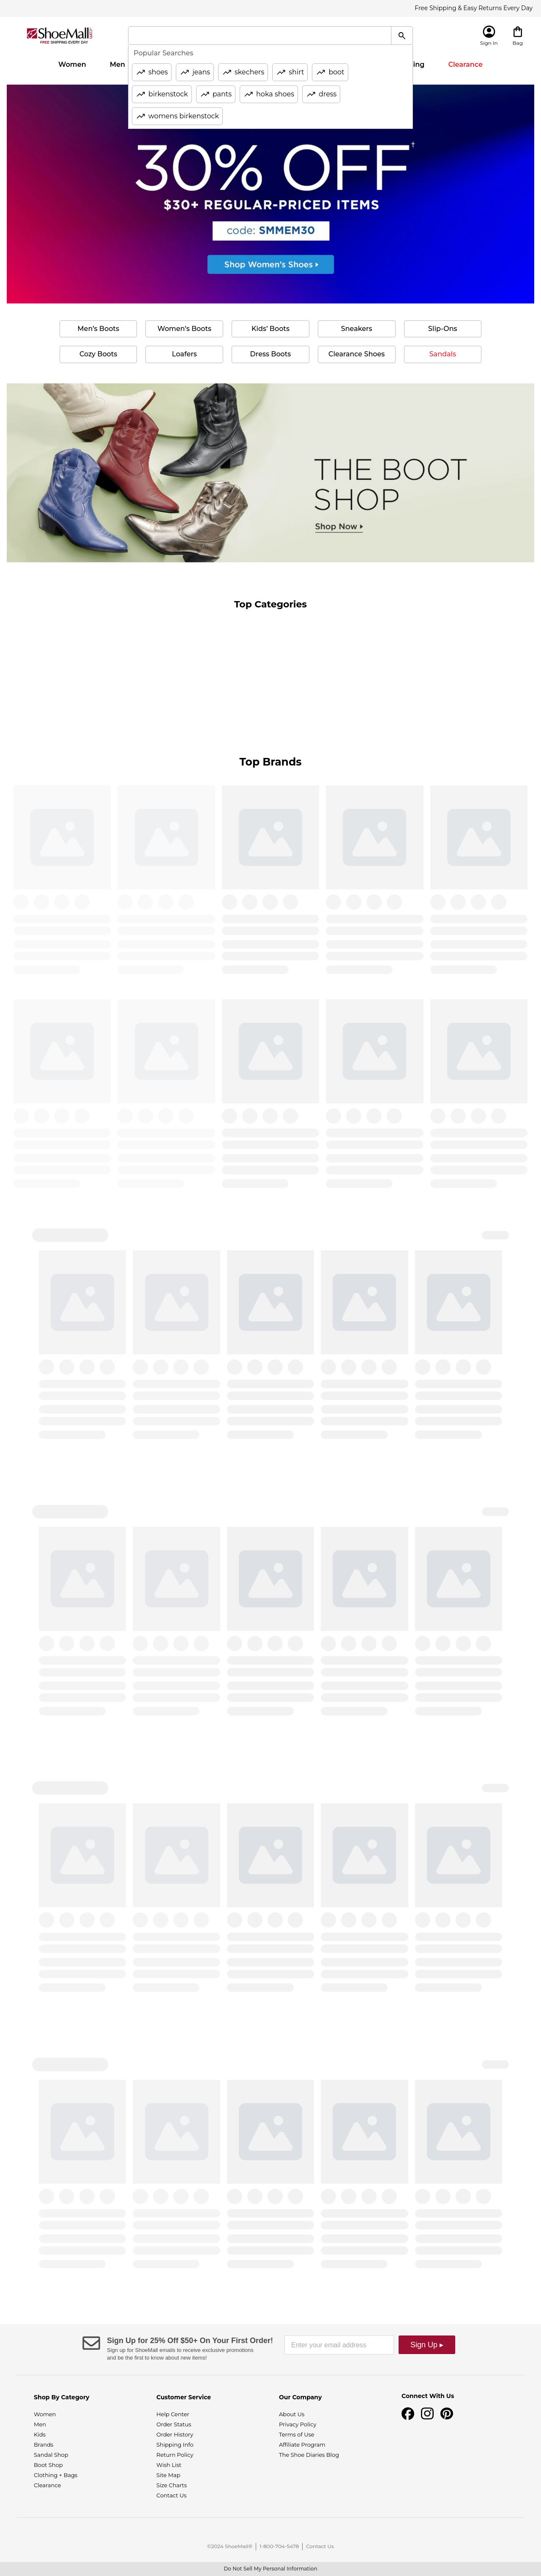 Free Shipping & Easy Returns Every Day
ShoeMall
FREE SHIPPING EVERY DAY
Sign In
Bag
Popular Searches
Women
Men
ing
Clearance
shoes
jeans
skechers
shirt
boot
birkenstock
pants
hoka shoes
dress
womens birkenstock
30% OFF†
$30+ REGULAR-PRICED ITEMS
code: SMMEM30
Shop Women's Shoes
Men's Boots
Women's Boots
Kids' Boots
Sneakers
Slip-Ons
Cozy Boots
Loafers
Dress Boots
Clearance Shoes
Sandals
THE BOOT
SHOP
Shop Now
Top Categories
Top Brands
Sign Up for 25% Off $50+ On Your First Order!
Sign up for ShoeMall emails to receive exclusive promotions
and be the first to know about new items!
Enter your email address
Sign Up ▸
Shop By Category
Women
Men
Kids
Brands
Sandal Shop
Boot Shop
Clothing + Bags
Clearance
Customer Service
Help Center
Order Status
Order History
Shipping Info
Return Policy
Wish List
Site Map
Size Charts
Contact Us
Our Company
About Us
Privacy Policy
Terms of Use
Affiliate Program
The Shoe Diaries Blog
Connect With Us
©2024 ShoeMall® | 1-800-704-5478 | Contact Us
Do Not Sell My Personal Information